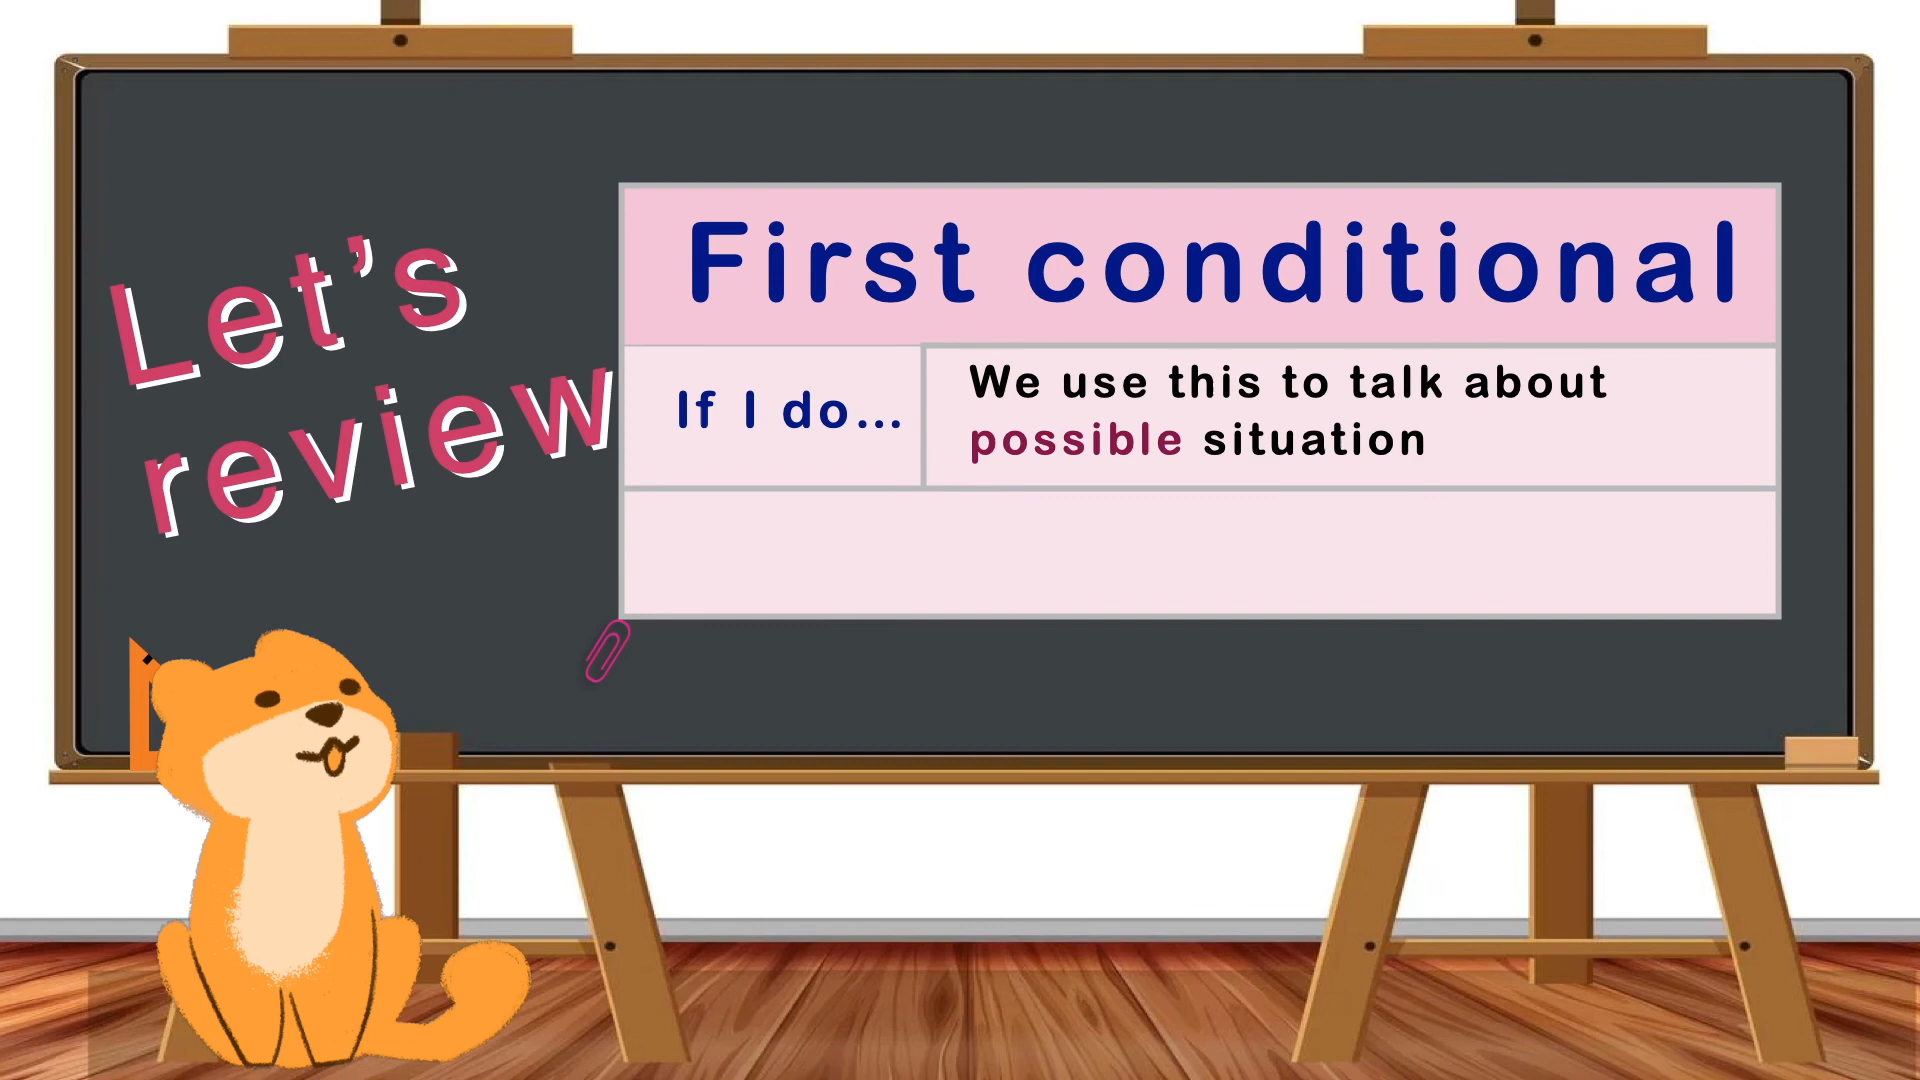 Let’s
review
First conditional
If I do...
We use this to talk about
possible situation